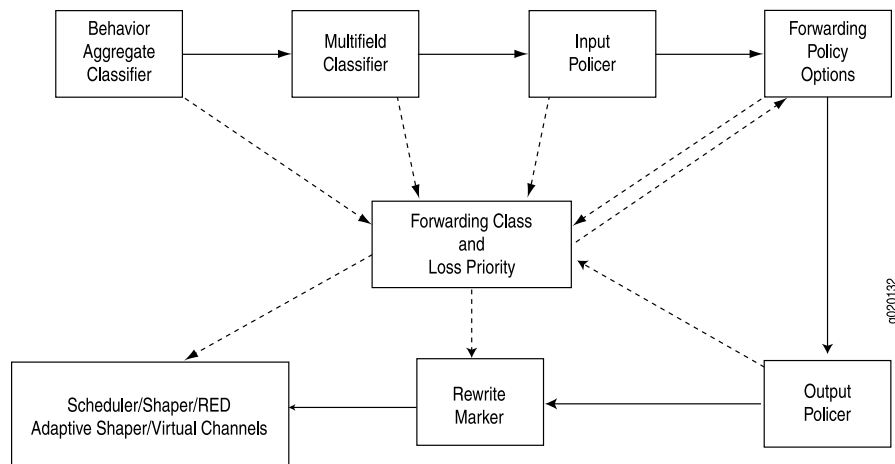 Behavior
Aggregate
Classifier
Multifield
Classifier
Input
Policer
Forwarding
Policy
Options
Forwarding Class
and
Loss Priority
g020132
Scheduler/Shaper/RED
Adaptive Shaper/Virtual Channels
Rewrite
Marker
Output
Policer